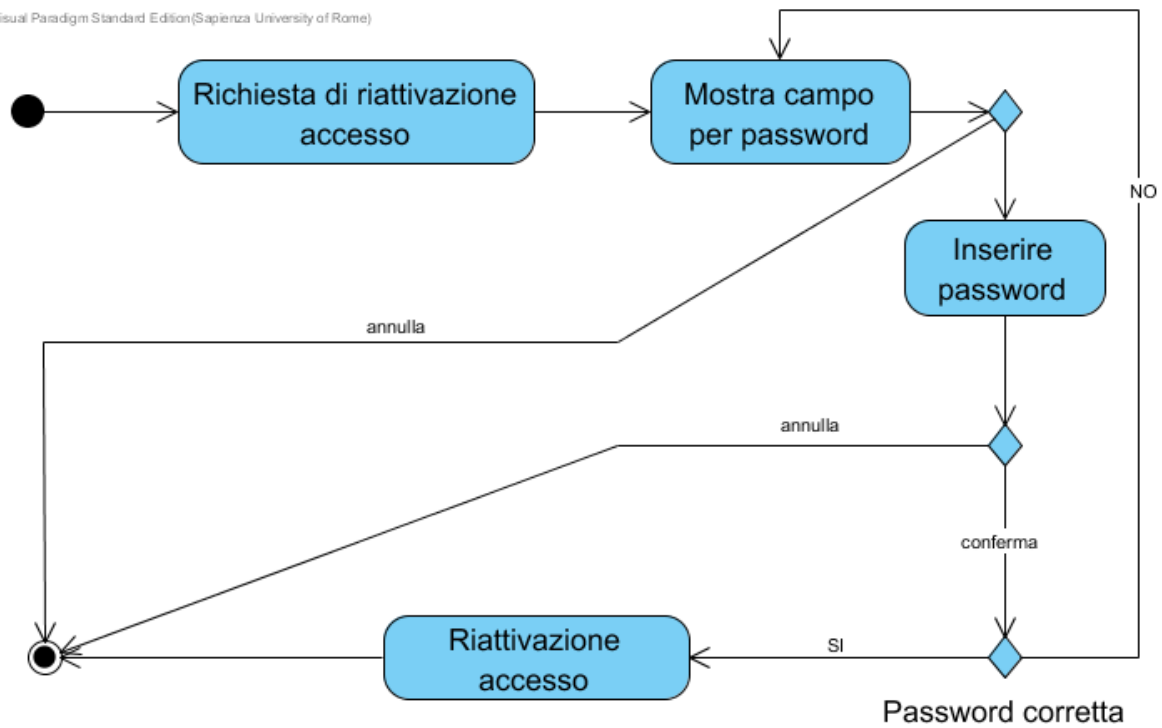 isual Paradigm Standard Edition(Sapienza University of Rome)
Richiesta di riattivazione
accesso
Mostra campo
per password
NO
Inserire
password
annulla
annulla
conferma
Riattivazione
accesso
SI
Password corretta